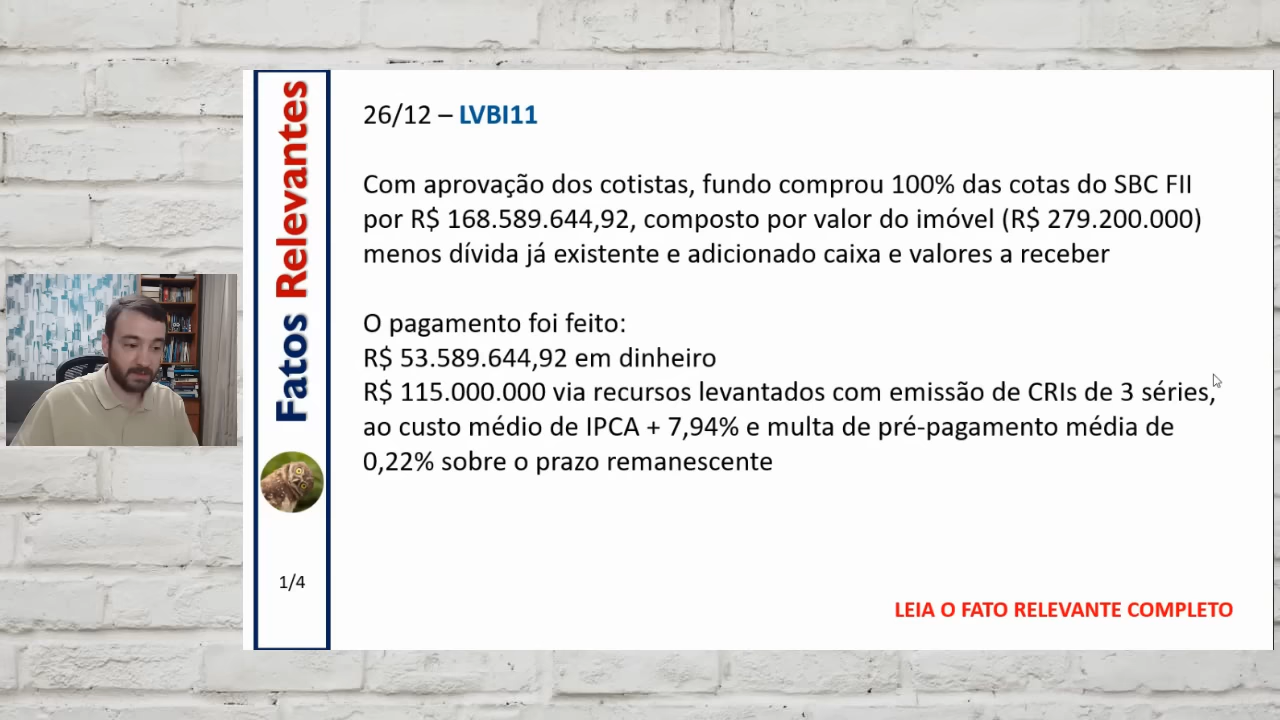 Fatos Relevantes
1/4
26/12 – LVBI11
Com aprovação dos cotistas, fundo comprou 100% das cotas do SBC FII
por R$ 168.589.644,92, composto por valor do imóvel (R$ 279.200.000)
menos dívida já existente e adicionado caixa e valores a receber
O pagamento foi feito:
R$ 53.589.644,92 em dinheiro
R$ 115.000.000 via recursos levantados com emissão de CRIs de 3 séries,
ao custo médio de IPCA + 7,94% e multa de pré-pagamento média de
0,22% sobre o prazo remanescente
LEIA O FATO RELEVANTE COMPLETO